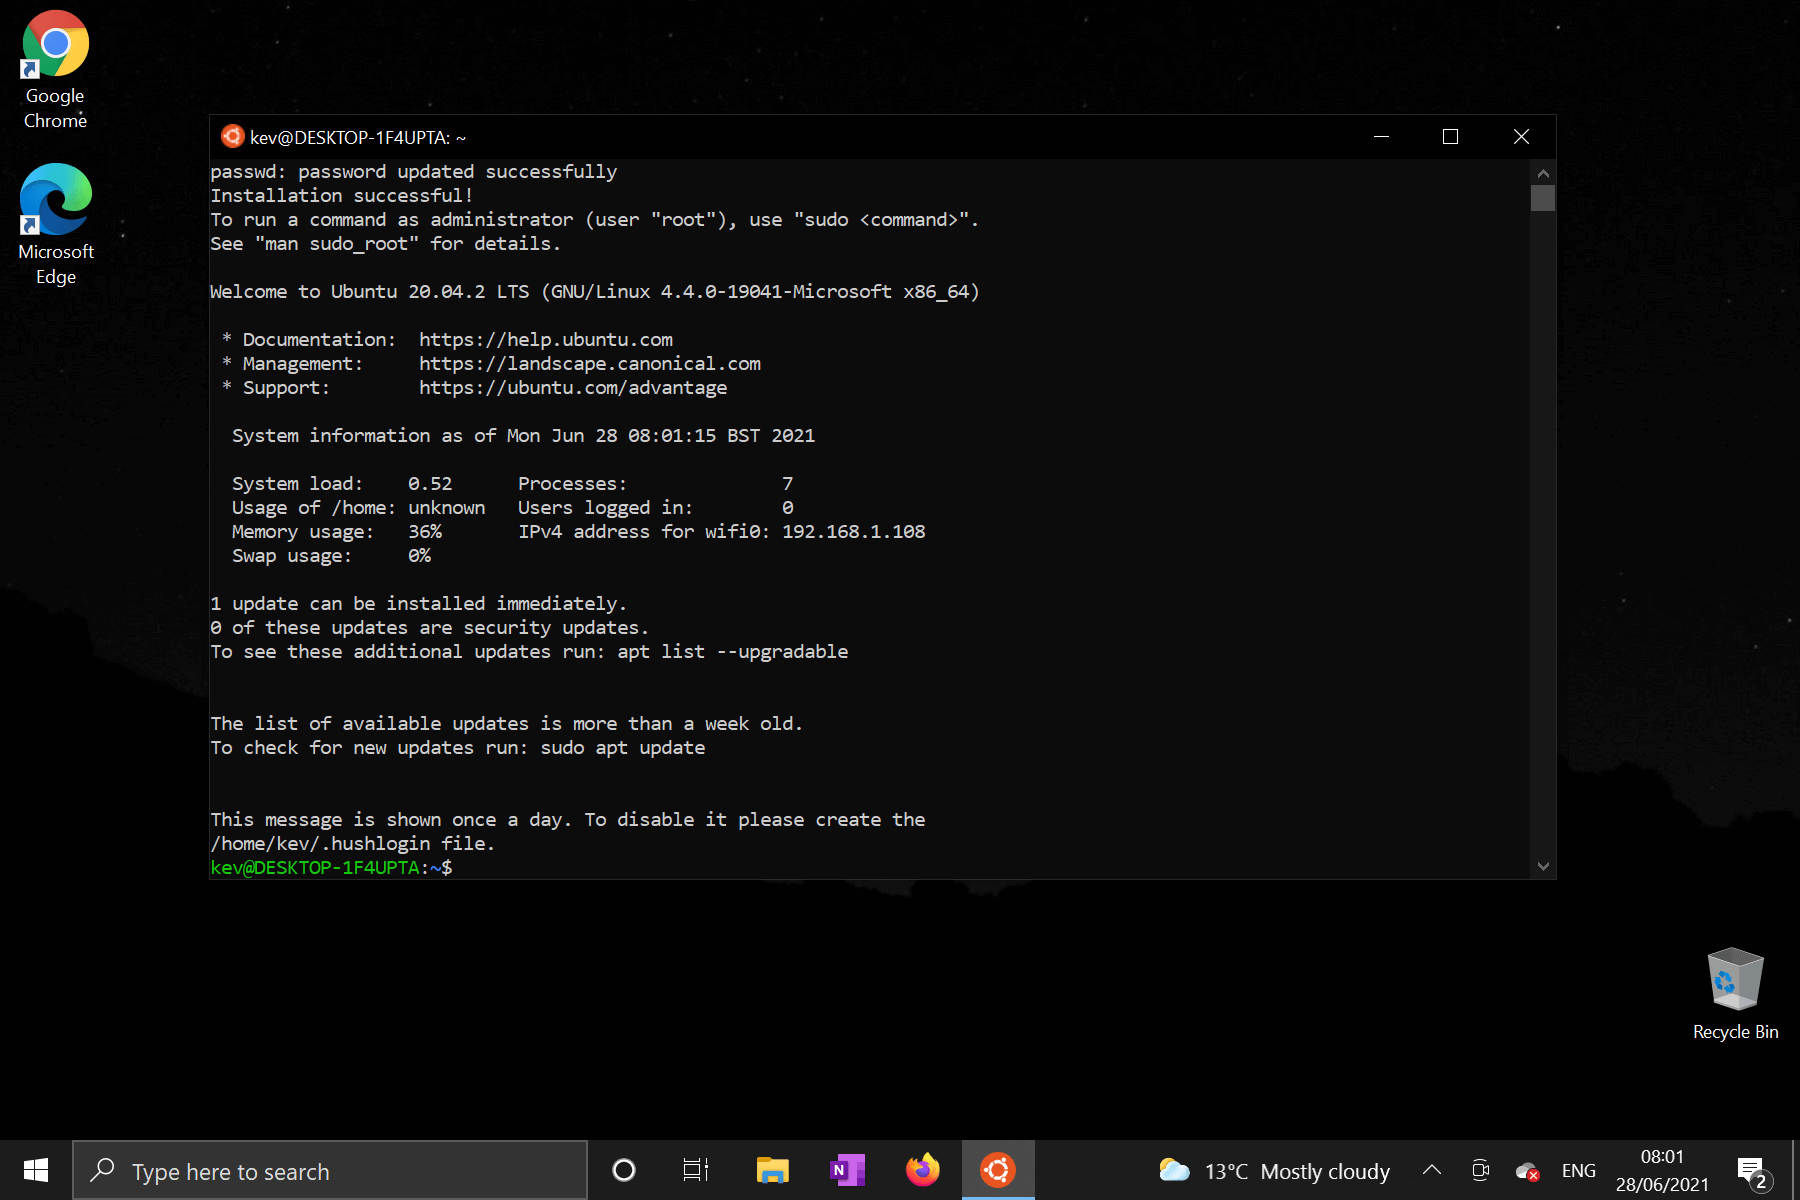 Google
Chrome
Microsoft
Edge
kev@DESKTOP-1F4UPTA: ~
passwd: password updated successfully
Installation successful!
To run a command as administrator (user "root"), use "sudo <command>".
See "man sudo_root" for details.
Welcome to Ubuntu 20.04.2 LTS (GNU/Linux 4.4.0-19041-Microsoft x86_64)
* Documentation:  https://help.ubuntu.com
* Management:     https://landscape.canonical.com
* Support:        https://ubuntu.com/advantage
System information as of Mon Jun 28 08:01:15 BST 2021
System load:    0.52      Processes:              7
Usage of /home: unknown   Users logged in:        0
Memory usage:   36%       IPv4 address for wifi0: 192.168.1.108
Swap usage:     0%
1 update can be installed immediately.
0 of these updates are security updates.
To see these additional updates run: apt list --upgradable
The list of available updates is more than a week old.
To check for new updates run: sudo apt update
This message is shown once a day. To disable it please create the
/home/kev/.hushlogin file.
kev@DESKTOP-1F4UPTA:~$
Recycle Bin
Type here to search
N
13°C Mostly cloudy
ENG
08:01
28/06/2021
2